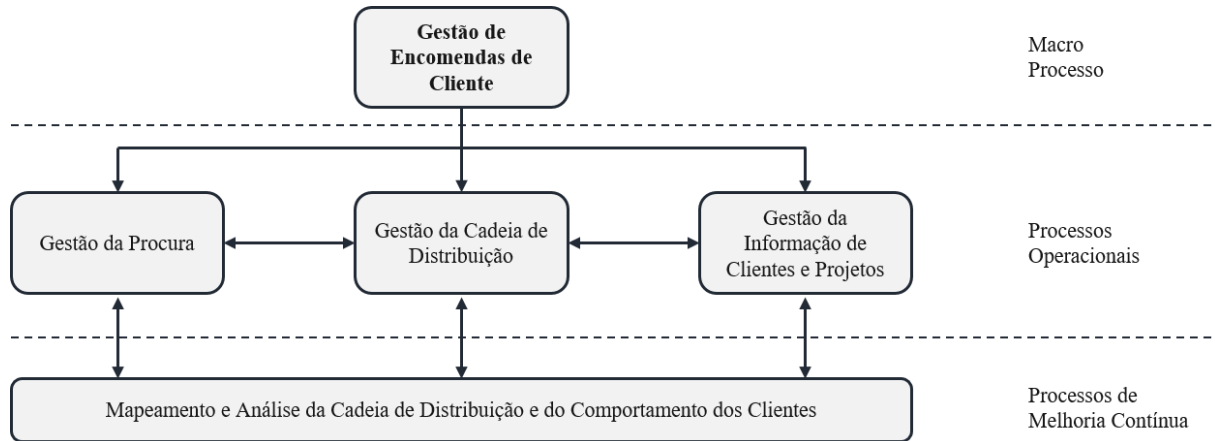 Gestão de
Encomendas de
Cliente
Macro
Processo
Gestão da Procura
Gestão da Cadeia de
Distribuição
Gestão da
Informação de
Clientes e Projetos
Processos
Operacionais
Mapeamento e Análise da Cadeia de Distribuição e do Comportamento dos Clientes
Processos de
Melhoria Contínua